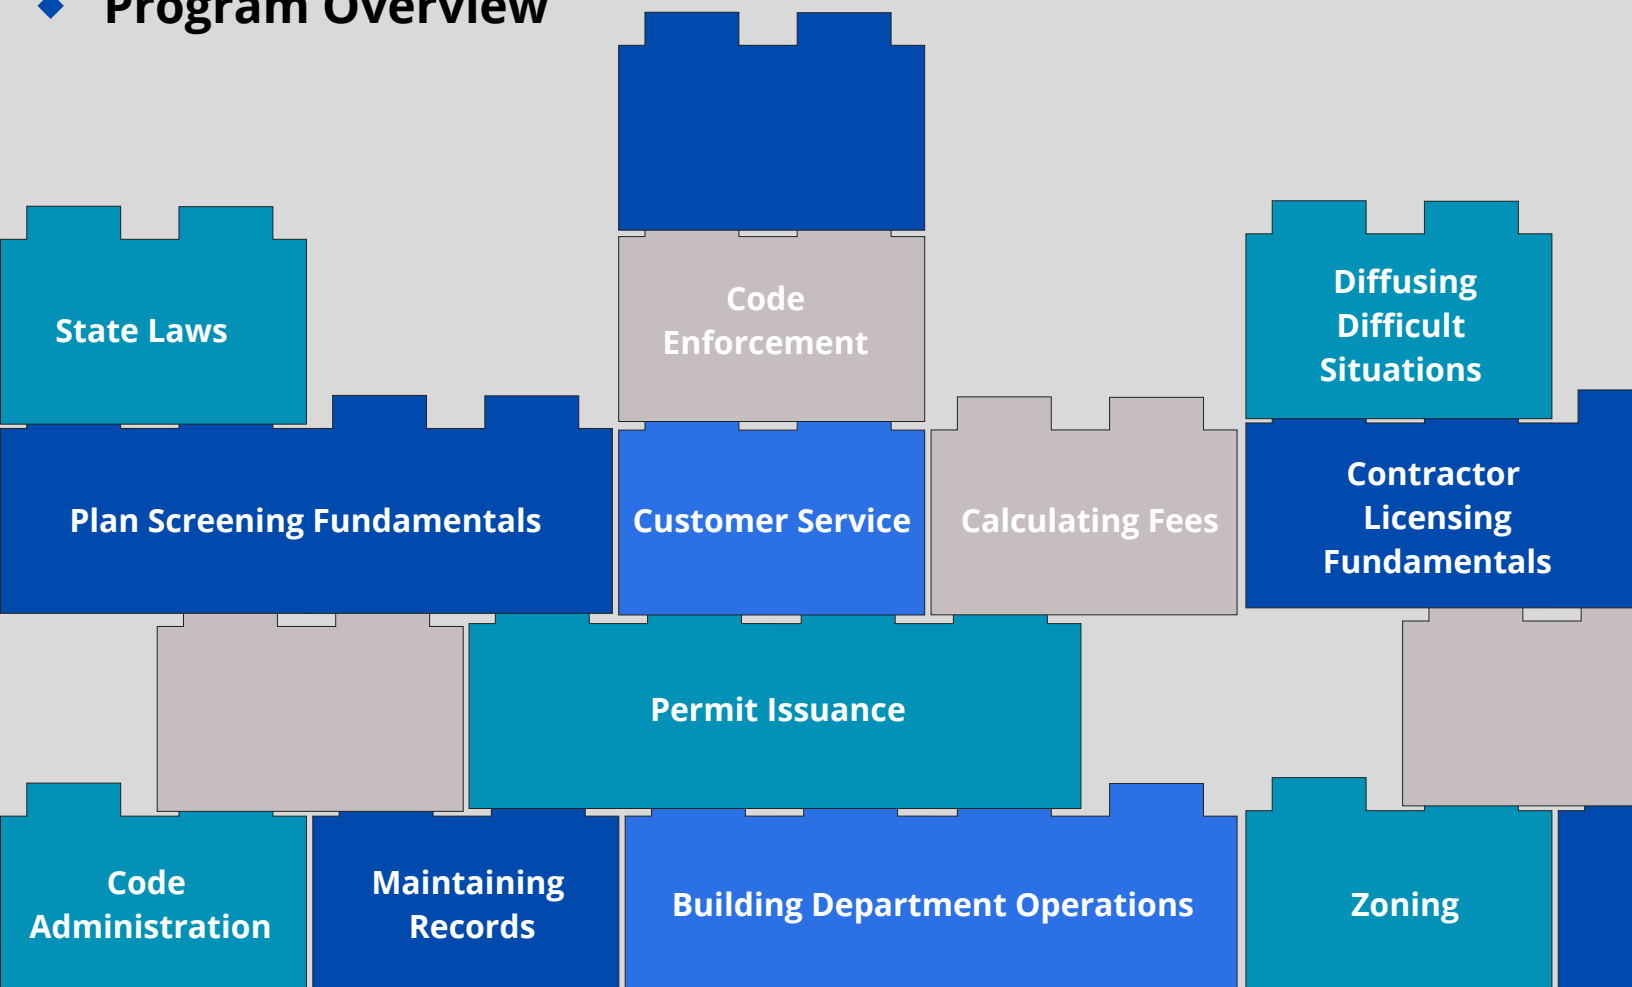 Program Overview
State Laws
Code
Enforcement
Diffusing
Difficult
Situations
Plan Screening Fundamentals
Customer Service
Calculating Fees
Contractor
Licensing
Fundamentals
Permit Issuance
Code
Administration
Maintaining
Records
Building Department Operations
Zoning